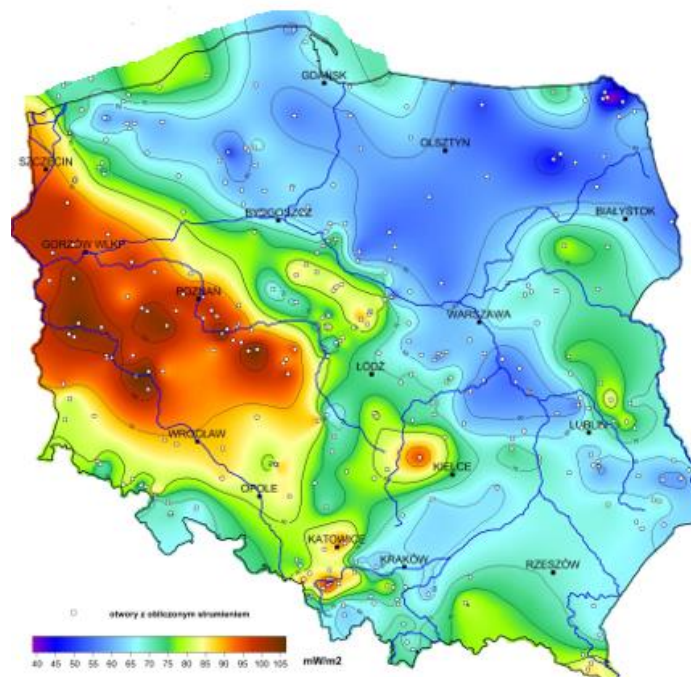 GDAŃSK
OLSZTYN
SZCZECIN
BYDGOSZCZ
BIAŁYSTOK
GORZÓW WLKP
POZNAŃ
WARSZAWA
ŁÓDŹ
WROCŁAW
LUBLIN
KIELCE
OPOLE
KATOWICE
KRAKÓW
RZESZÓW
otwory z obliczonym strumieniem
40 45 50 55 60 65 70 75 80 85 90 95 100 105 mW/m2